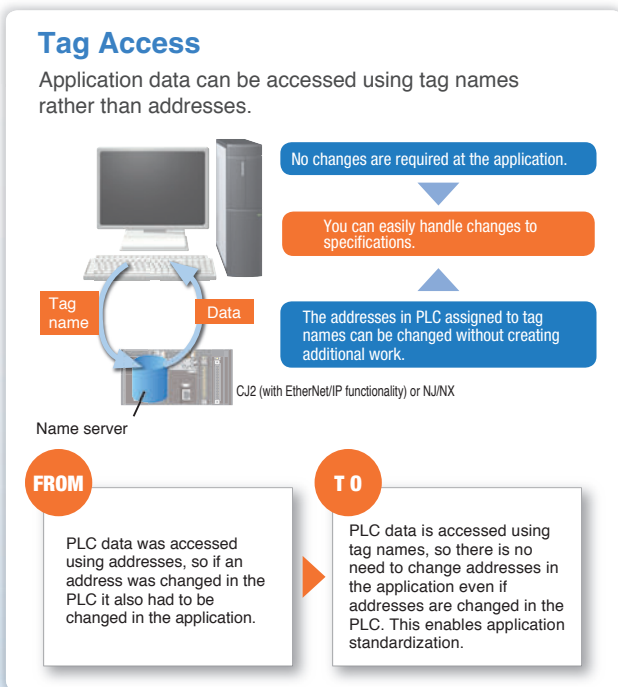 Tag Access
Application data can be accessed using tag names
rather than addresses.
No changes are required at the application.
You can easily handle changes to
specifications.
The addresses in PLC assigned to tag
names can be changed without creating
additional work.
Tag
name
Data
CJ2 (with EtherNet/IP functionality) or NJ/NX
Name server
FROM
PLC data was accessed
using addresses, so if an
address was changed in the
PLC it also had to be
changed in the application.
T 0
PLC data is accessed using
tag names, so there is no
need to change addresses in
the application even if
addresses are changed in the
PLC. This enables application
standardization.